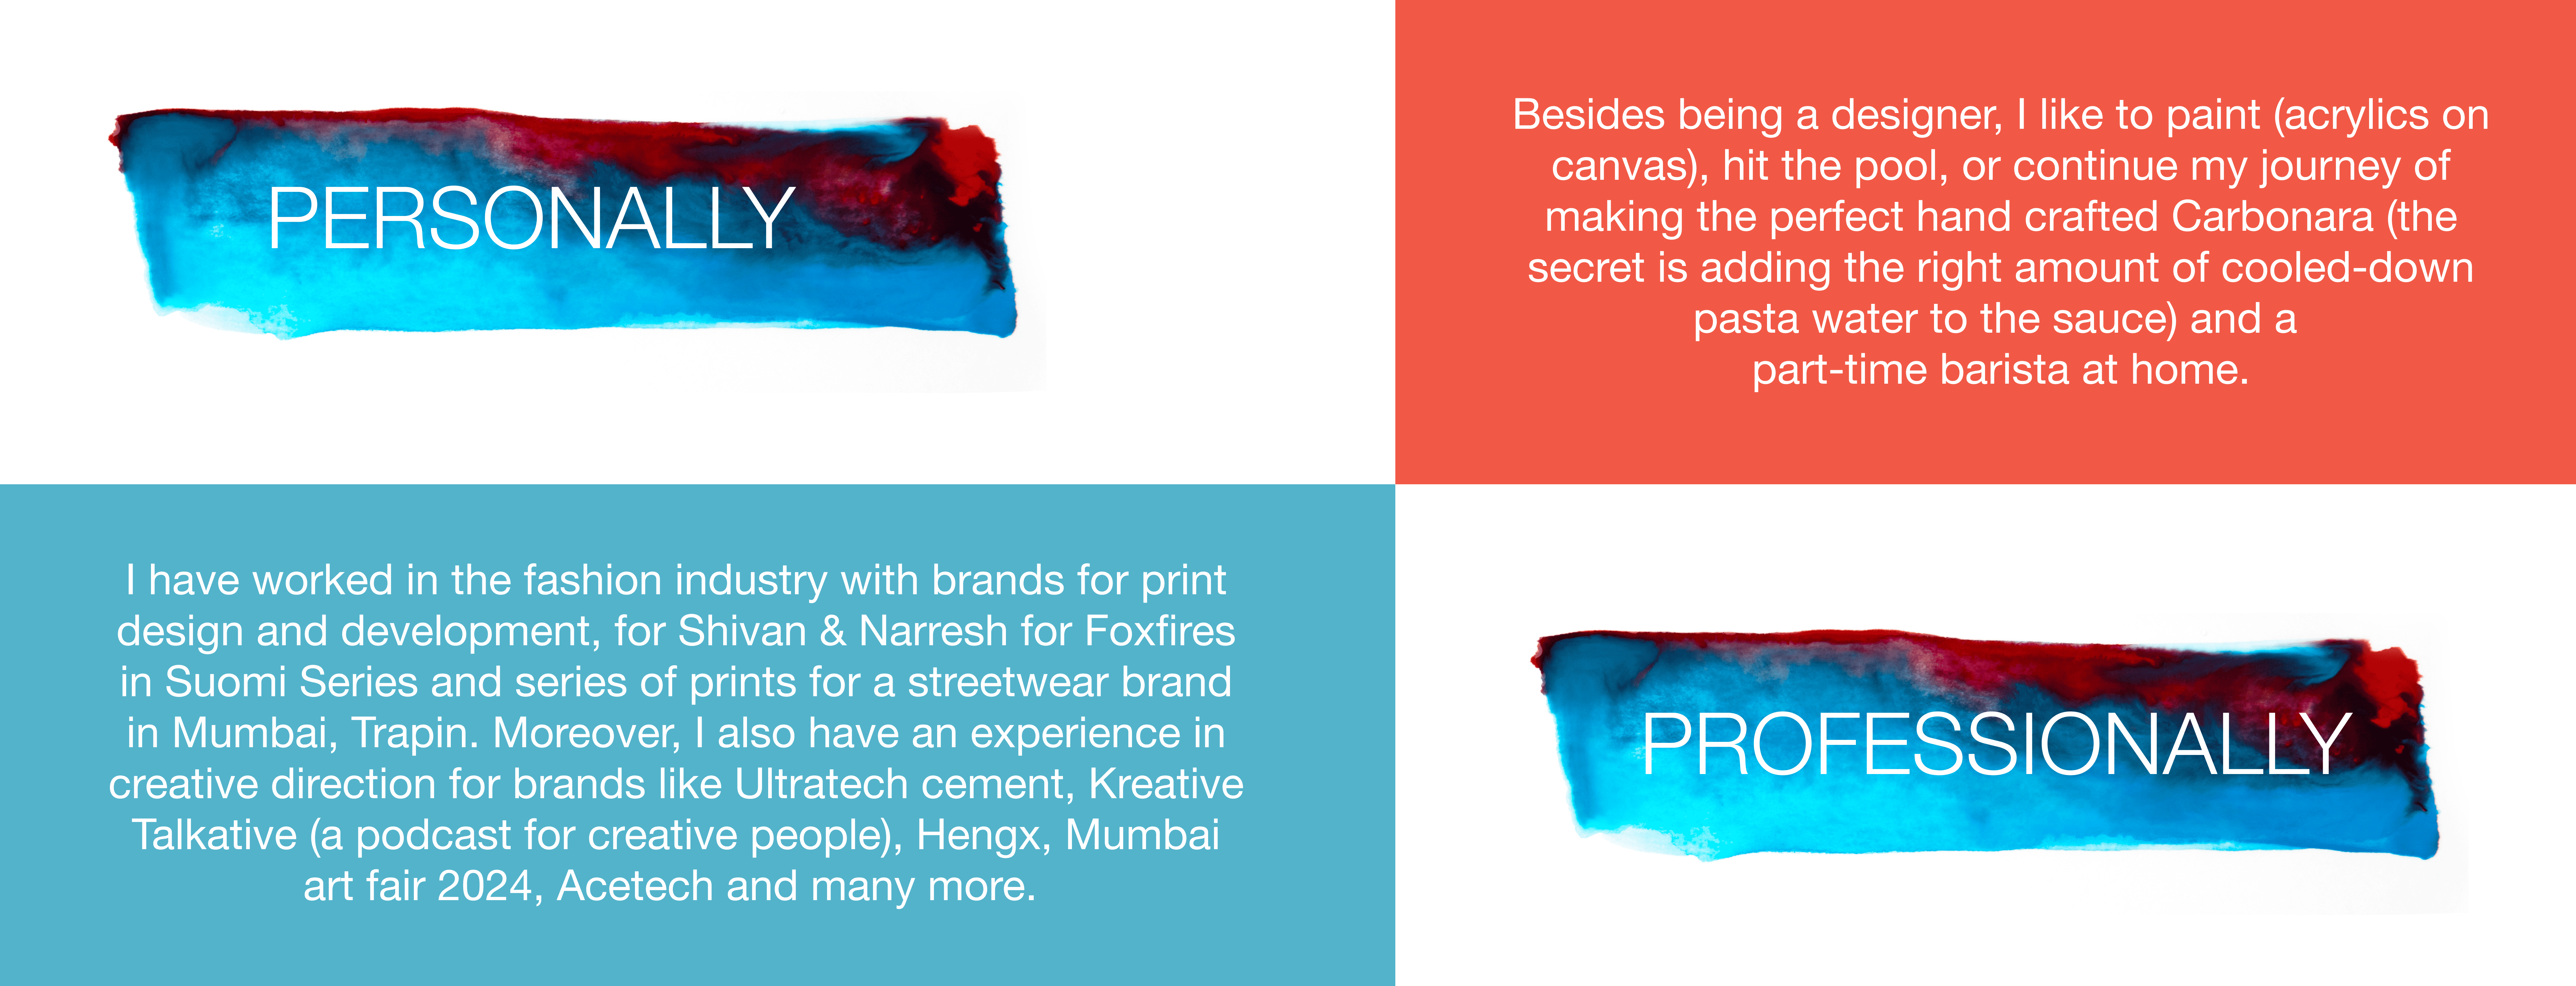 PERSONALLY
Besides being a designer, I like to paint (acrylics on
canvas), hit the pool, or continue my journey of
making the perfect hand crafted Carbonara (the
secret is adding the right amount of cooled-down
pasta water to the sauce) and a
part-time barista at home.
I have worked in the fashion industry with brands for print
design and development, for Shivan & Narresh for Foxfires
in Suomi Series and series of prints for a streetwear brand
in Mumbai, Trapin. Moreover, I also have an experience in
creative direction for brands like Ultratech cement, Kreative
Talkative (a podcast for creative people), Hengx, Mumbai
art fair 2024, Acetech and many more.
PROFESSIONALLY